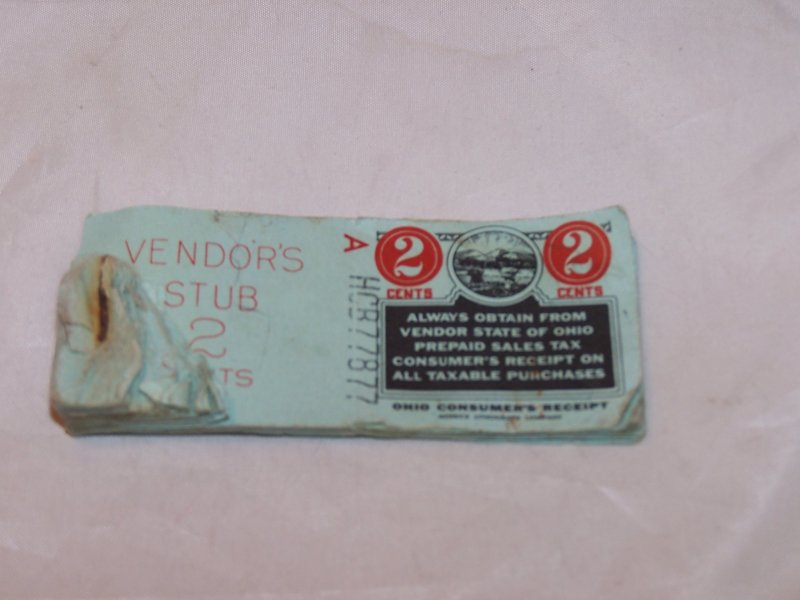 VENDOR'S
STUB
2
A
2 2
CENTS CENTS
ALWAYS OBTAIN FROM
VENDOR STATE OF OHIO
PREPAID SALES TAX
CONSUMER'S RECEIPT ON
ALL TAXABLE PURCHASES
OHIO CONSUMER'S RECEIPT